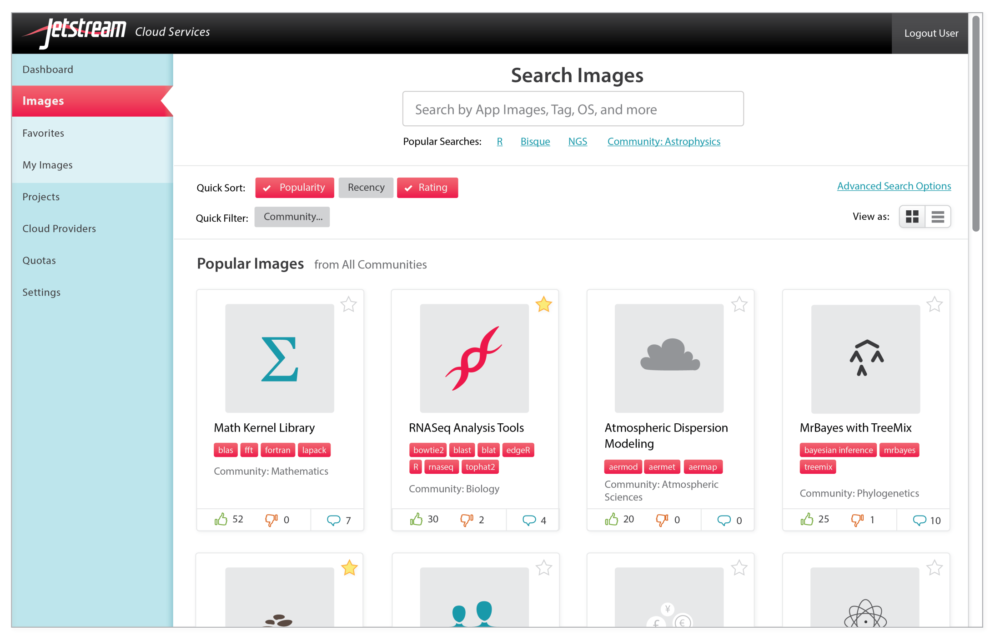 Jetstream Cloud Services
Logout User
Dashboard
Images
Favorites
My Images
Projects
Cloud Providers
Quotas
Settings
Search Images
Search by App Images, Tag, OS, and more
Popular Searches: R Bisque NGS Community: Astrophysics
Quick Sort: Popularity Recency Rating
Advanced Search Options
Quick Filter: Community...
View as:
Popular Images from All Communities
Σ
Math Kernel Library
blas fft fortran lapack
Community: Mathematics
52 0 7
RNASeq Analysis Tools
bowtie2 blast blat edgeR
R rnaseq tophat2
Community: Biology
30 2 4
Atmospheric Dispersion
Modeling
aermod aermet aermap
Community: Atmospheric
Sciences
20 0 0
MrBayes with TreeMix
bayesian inference mrbayes
treemix
Community: Phylogenetics
25 1 10
¥
£ €